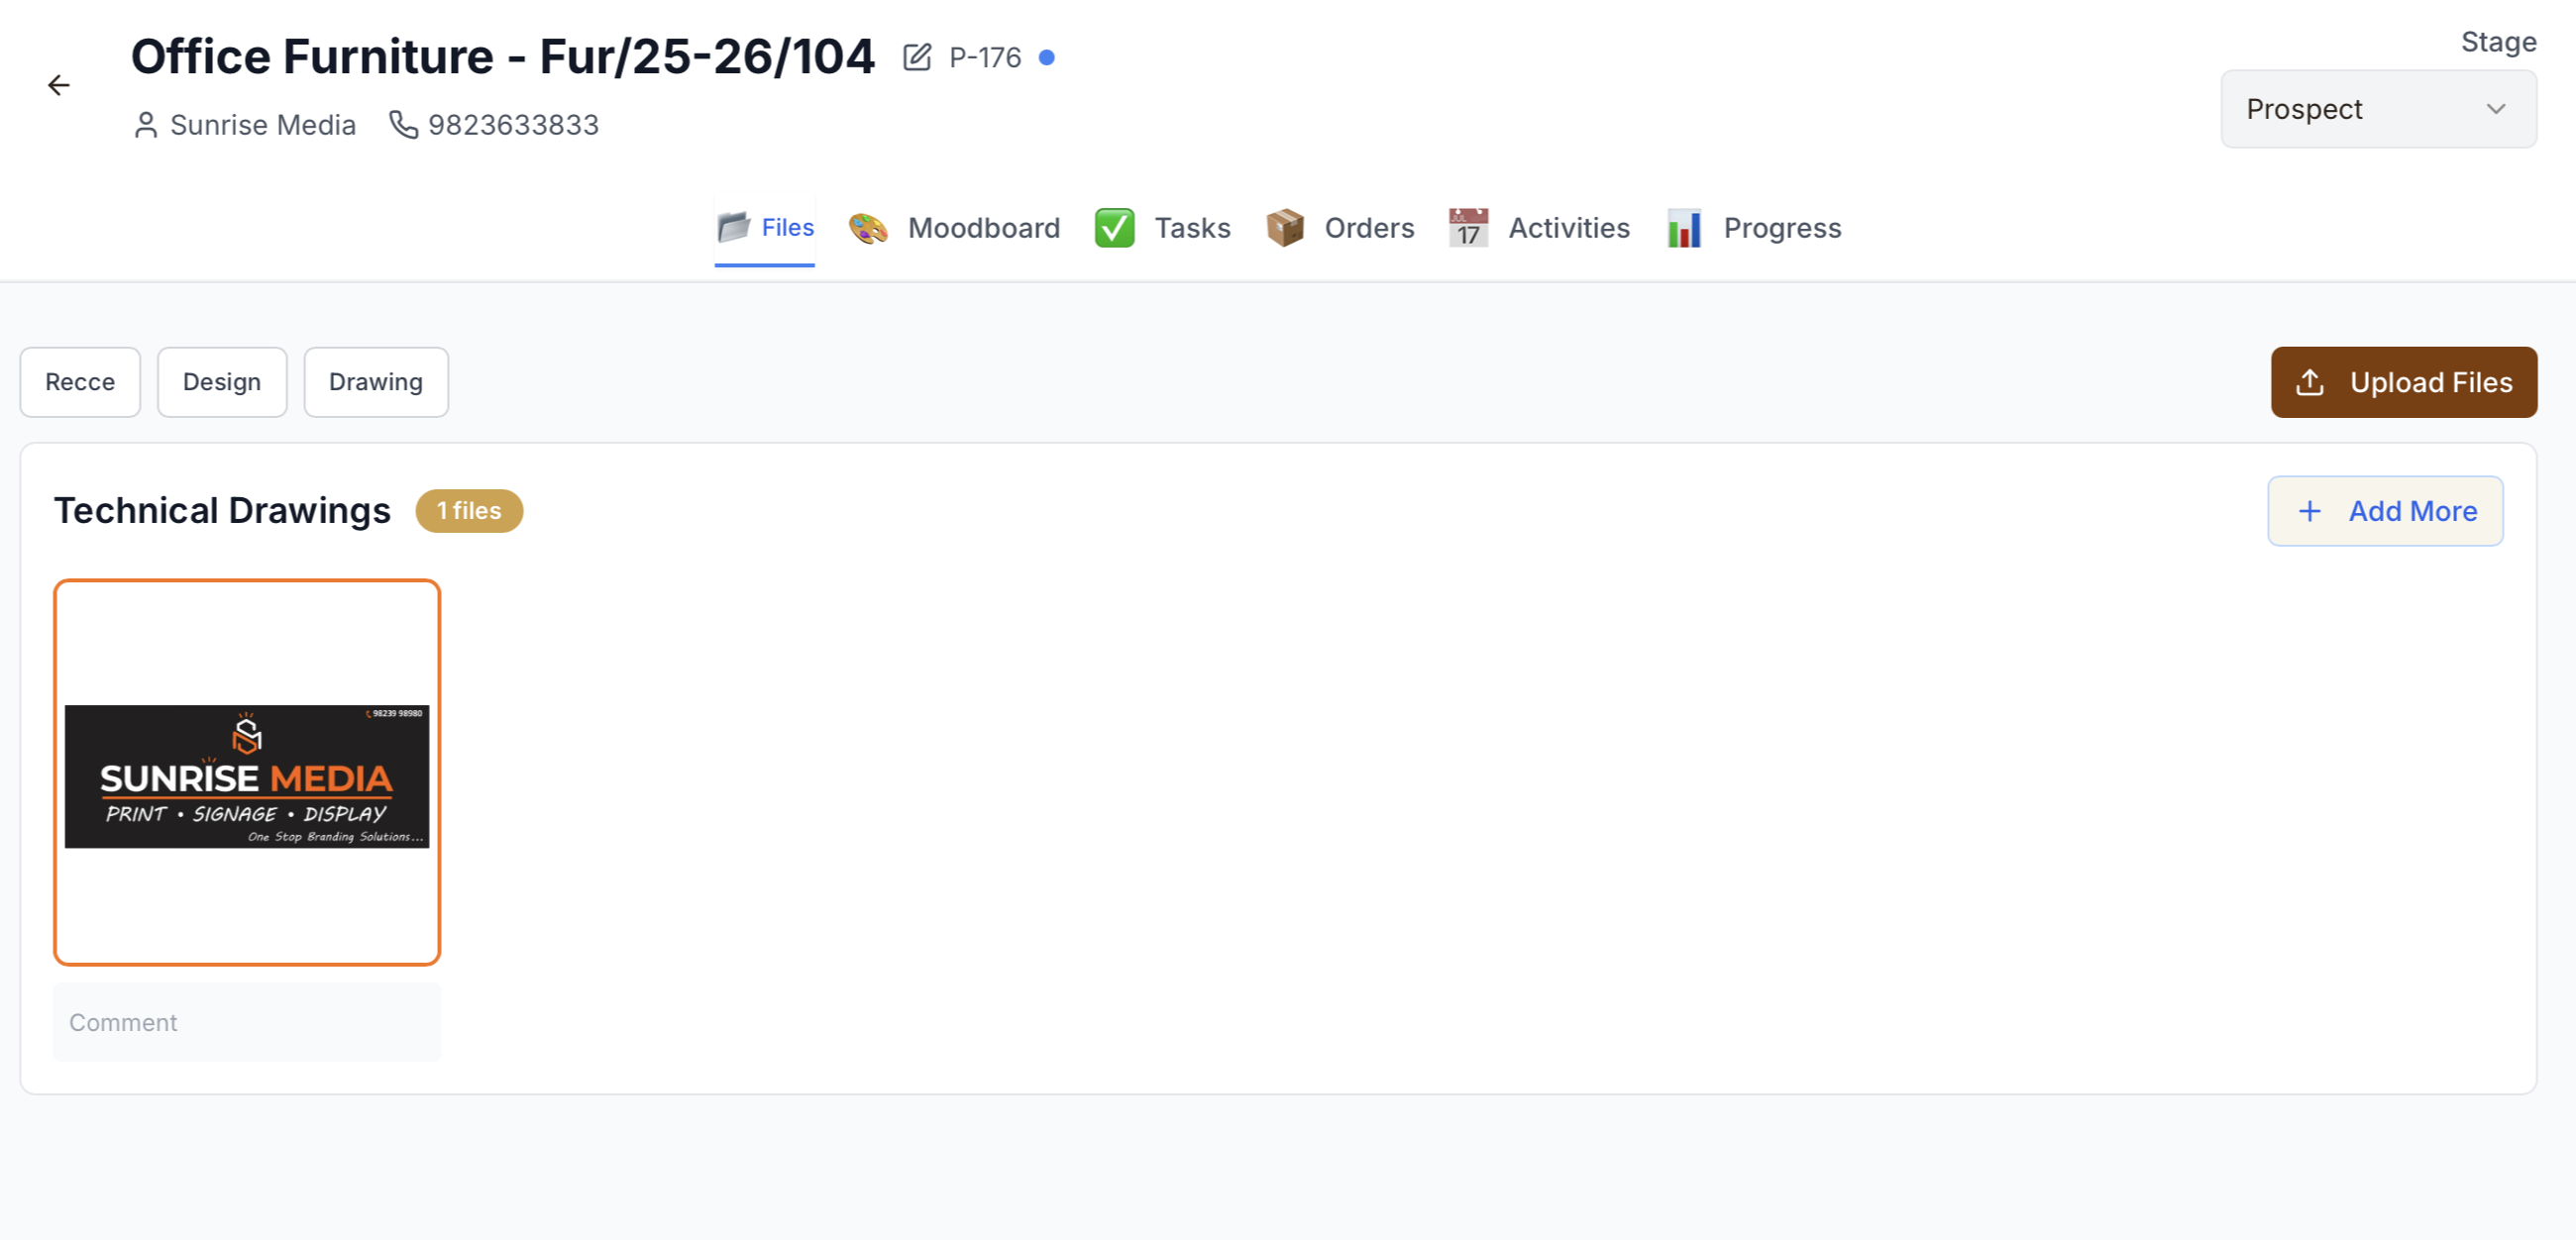 Office Furniture - Fur/25-26/104 P-176
Stage
Sunrise Media 9823633833
Prospect
Files Moodboard Tasks Orders JUL 17 Activities Progress
Recce Design Drawing Upload Files
Technical Drawings 1 files + Add More
98239 98980
SUNRISE MEDIA
PRINT • SIGNAGE • DISPLAY
One Stop Branding Solutions...
Comment